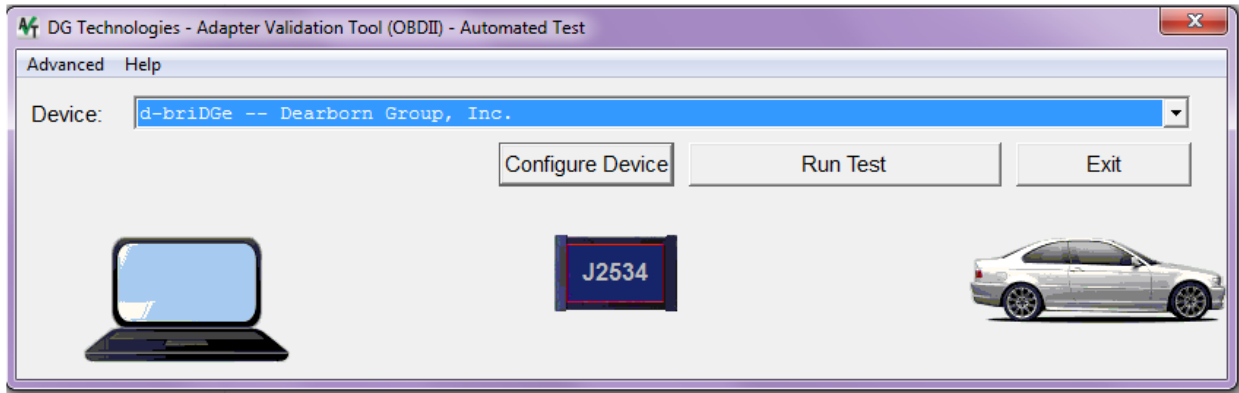 DG Technologies - Adapter Validation Tool (OBDII) - Automated Test
Advanced Help
Device: d-briDGe -- Dearborn Group, Inc.
Configure Device Run Test Exit
J2534